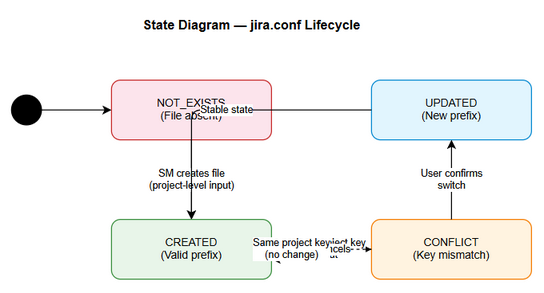 State Diagram — jira.conf Lifecycle
NOT_EXISTS
(File absent)
Stable state
UPDATED
(New prefix)
SM creates file
(project-level input)
User confirms
switch
CREATED
(Valid prefix)
Same project key
(no change)
CONFLICT
(Key mismatch)